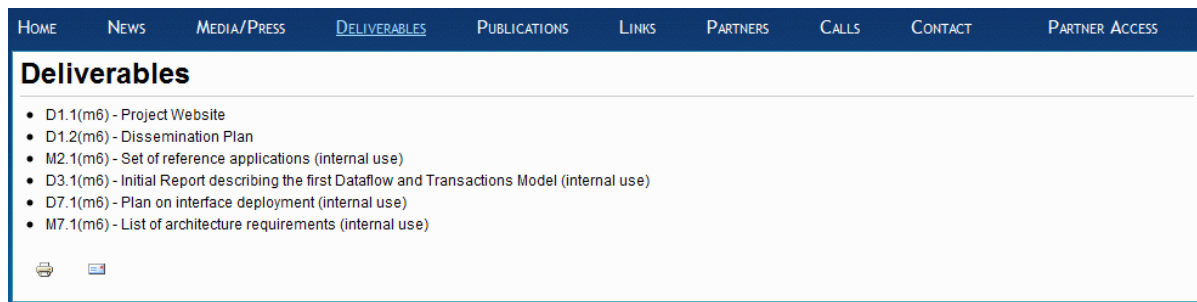 Home News Media/Press Deliverables Publications Links Partners Calls Contact Partner Access
Deliverables
• D1.1(m6) - Project Website
• D1.2(m6) - Dissemination Plan
• M2.1(m6) - Set of reference applications (internal use)
• D3.1(m6) - Initial Report describing the first Dataflow and Transactions Model (internal use)
• D7.1(m6) - Plan on interface deployment (internal use)
• M7.1(m6) - List of architecture requirements (internal use)